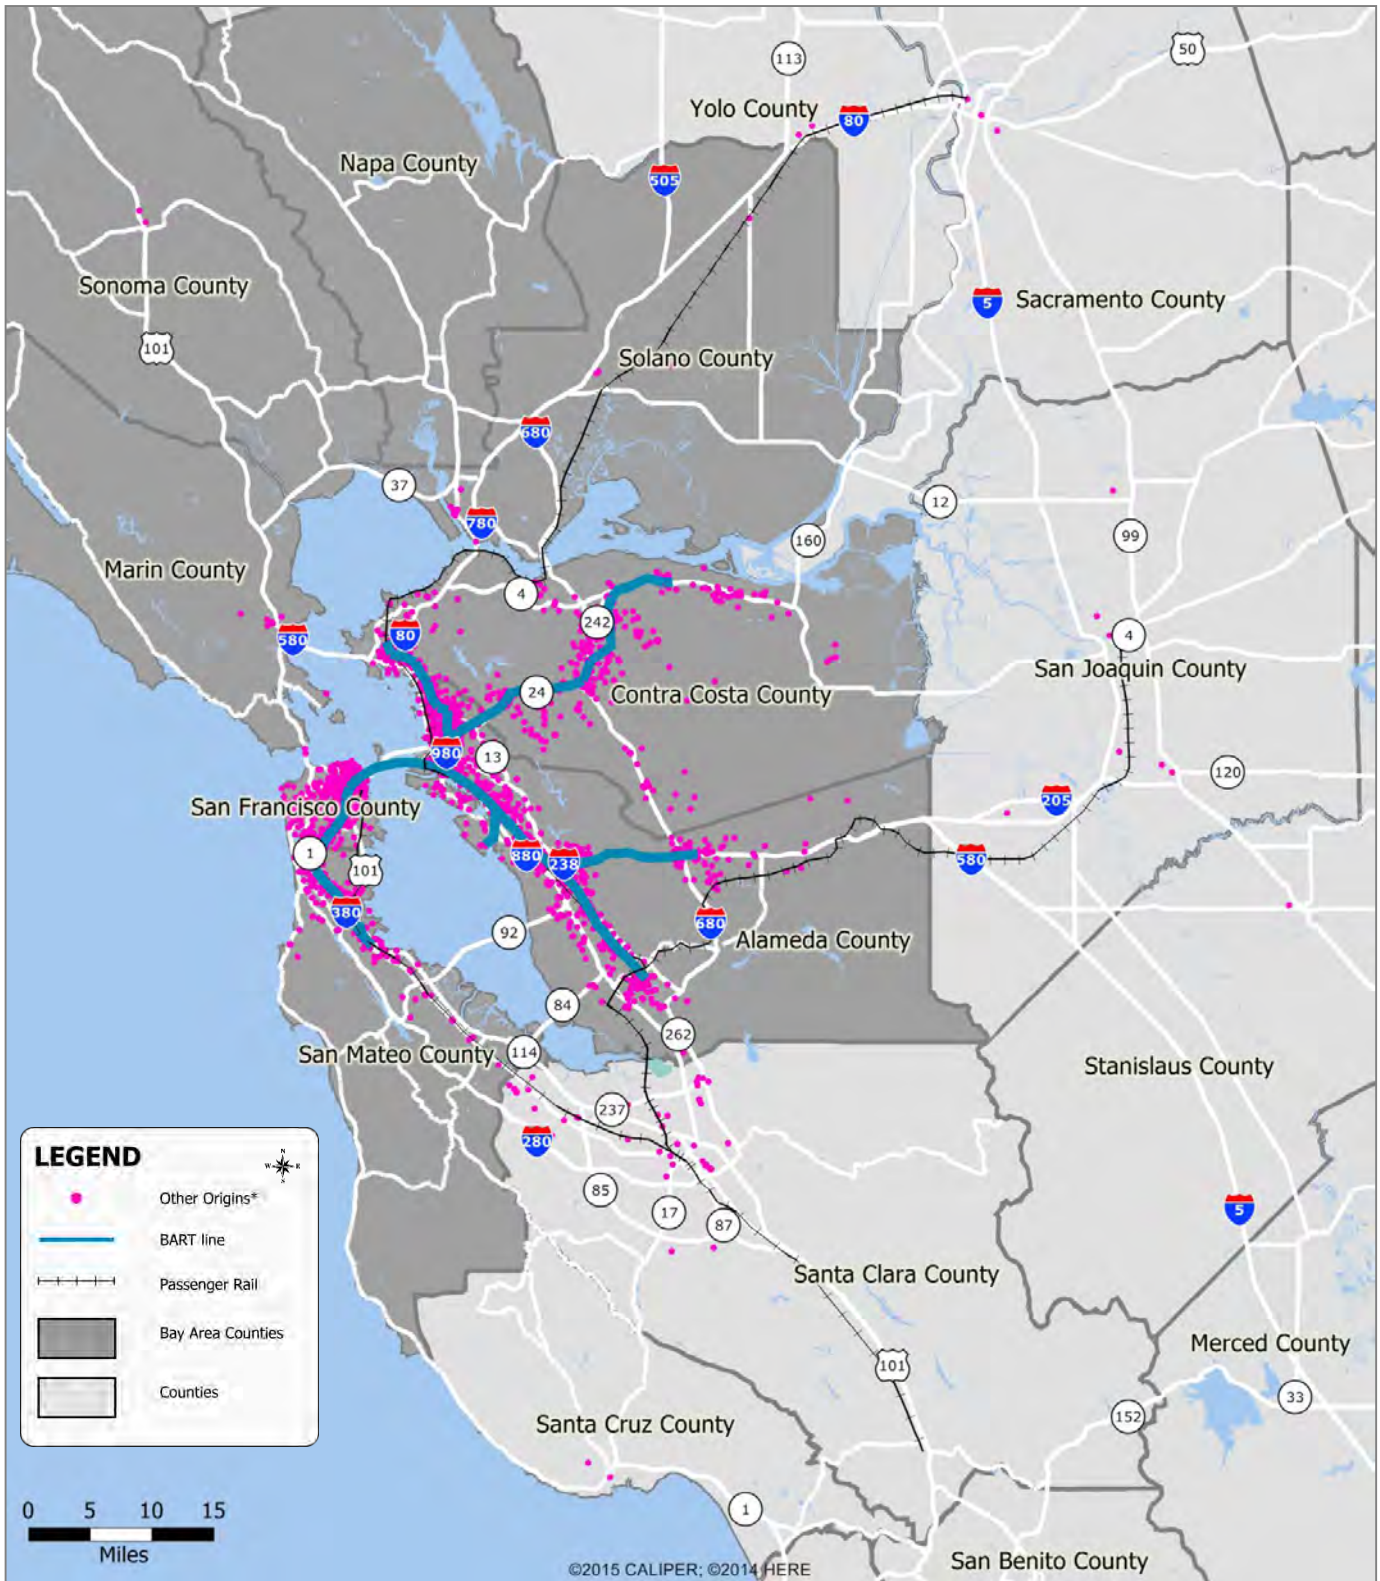 113
50
Yolo County
80
Napa County
505
Sonoma County
5
Sacramento County
101
Solano County
680
37
12
780
99
160
Marin County
4
242
80
580
4
San Joaquin County
24
Contra Costa County
980
13
120
205
San Francisco County
1
880
238
580
101
380
680
92
Alameda County
84
262
San Mateo County
114
Stanislaus County
237
280
LEGEND
N
W
E
S
Other Origins*
BART line
Passenger Rail
Bay Area Counties
Counties
85
17
87
5
Santa Clara County
Merced County
101
33
152
Santa Cruz County
1
0 5 10 15
Miles
San Benito County
©2015 CALIPER; ©2014 HERE